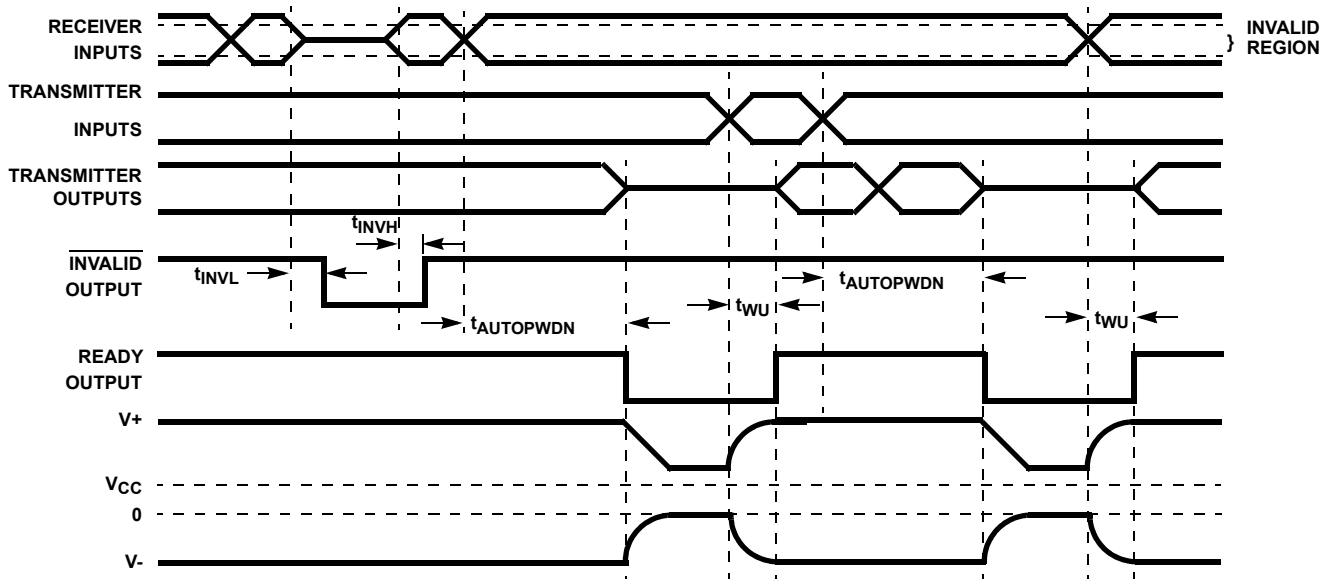 RECEIVER
INPUTS
} INVALID
REGION
TRANSMITTER
INPUTS
TRANSMITTER
OUTPUTS
tINVH
INVALID
OUTPUT
tINVL
tAUTOPWDN
tWU
tAUTOPWDN
tWU
READY
OUTPUT
V+
VCC
0
V-